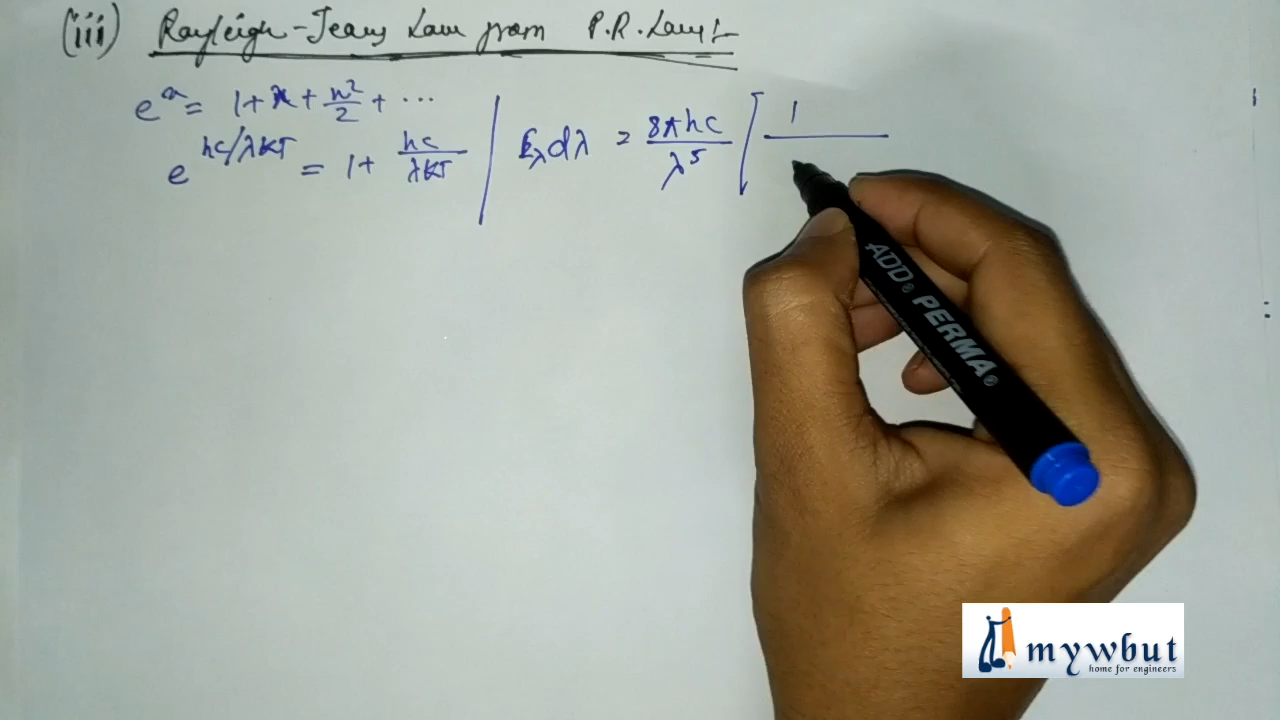 (iii) Rayleigh-Jeans Law from P.R. Law:-
e^x = 1 + x + x²/2 + ...
e^hc/λKT = 1 + hc/λKT
E_λ dλ = 8πhc/λ⁵ [ 1
ADD® PERMA®
mywbut
home for engineers